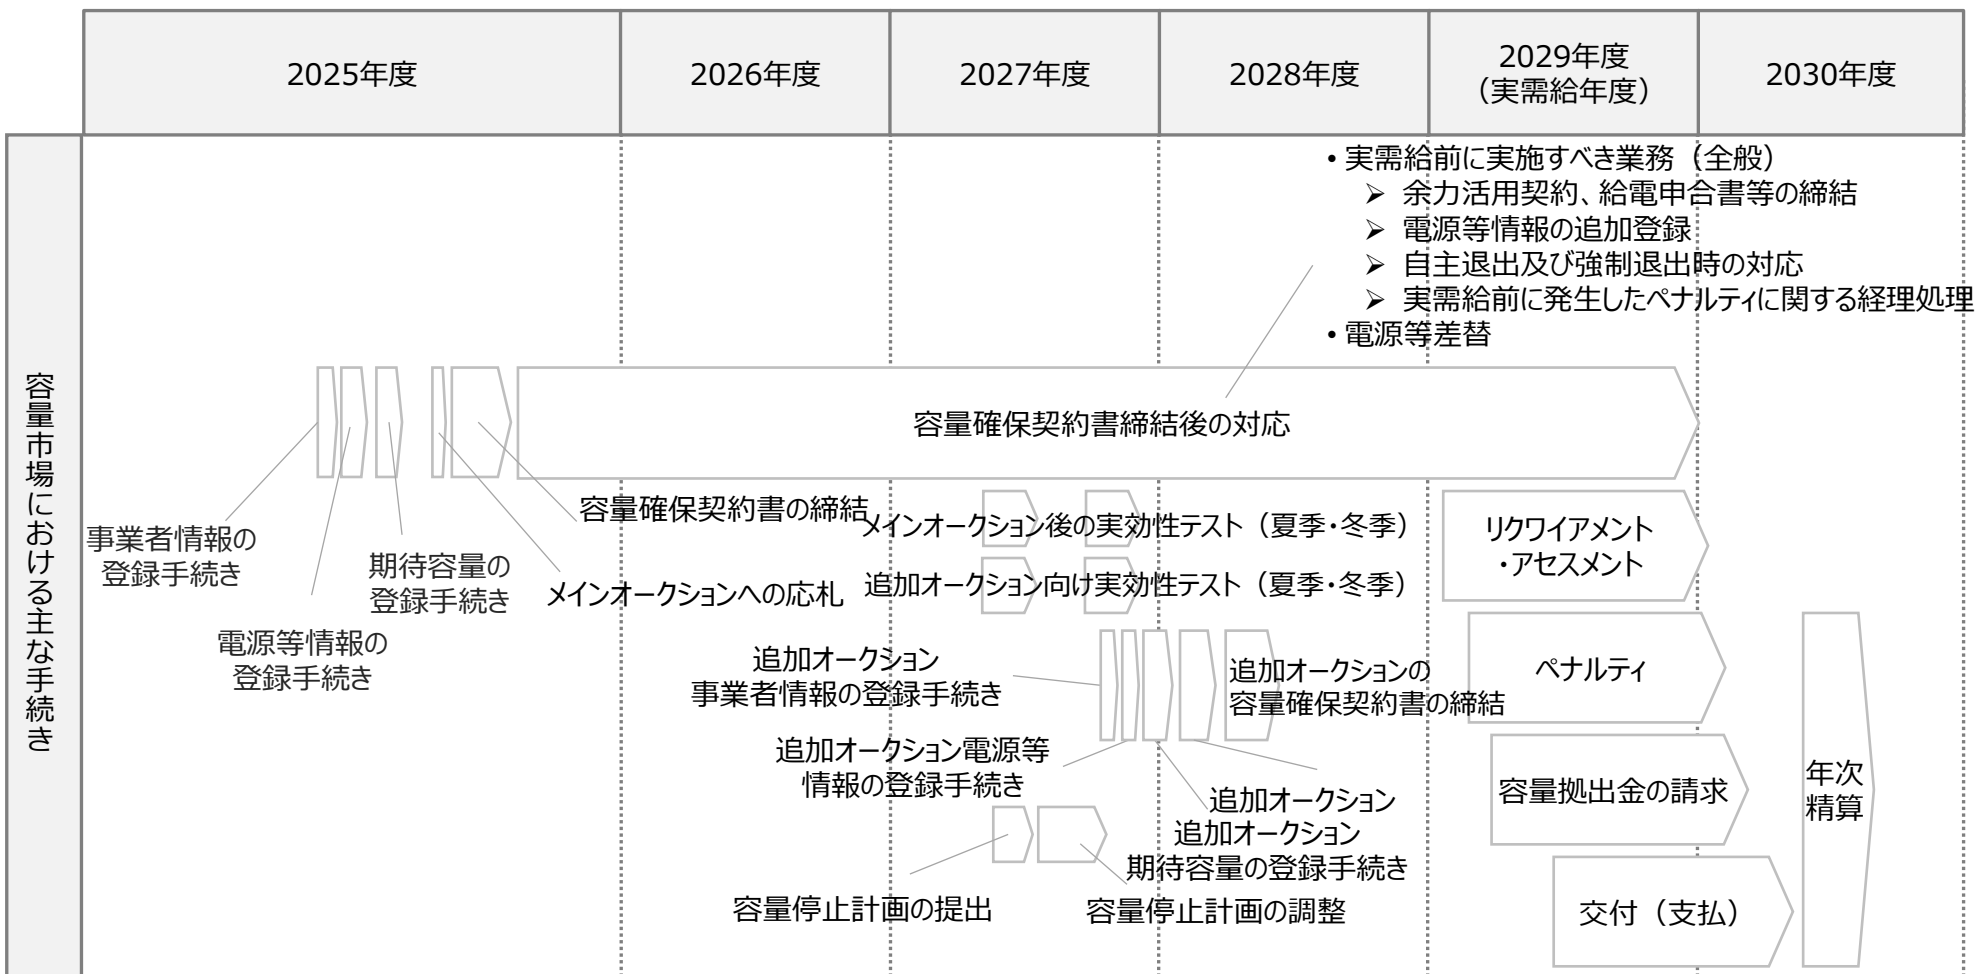 2025年度
2026年度
2027年度
2028年度
2029年度
（実需給年度）
2030年度
容量市場における主な手続き
• 実需給前に実施すべき業務（全般）
➢ 余力活用契約、給電申合書等の締結
➢ 電源等情報の追加登録
➢ 自主退出及び強制退出時の対応
➢ 実需給前に発生したペナルティに関する経理処理
• 電源等差替
容量確保契約書締結後の対応
事業者情報の
登録手続き
電源等情報の
登録手続き
期待容量の
登録手続き
メインオークションへの応札
容量確保契約書の締結
メインオークション後の実効性テスト（夏季・冬季）
追加オークション向け実効性テスト（夏季・冬季）
追加オークション
事業者情報の登録手続き
追加オークション電源等
情報の登録手続き
追加オークション
追加オークション
期待容量の登録手続き
追加オークションの
容量確保契約書の締結
容量停止計画の提出
容量停止計画の調整
リクワイアメント
・アセスメント
ペナルティ
容量拠出金の請求
交付（支払）
年次
精算